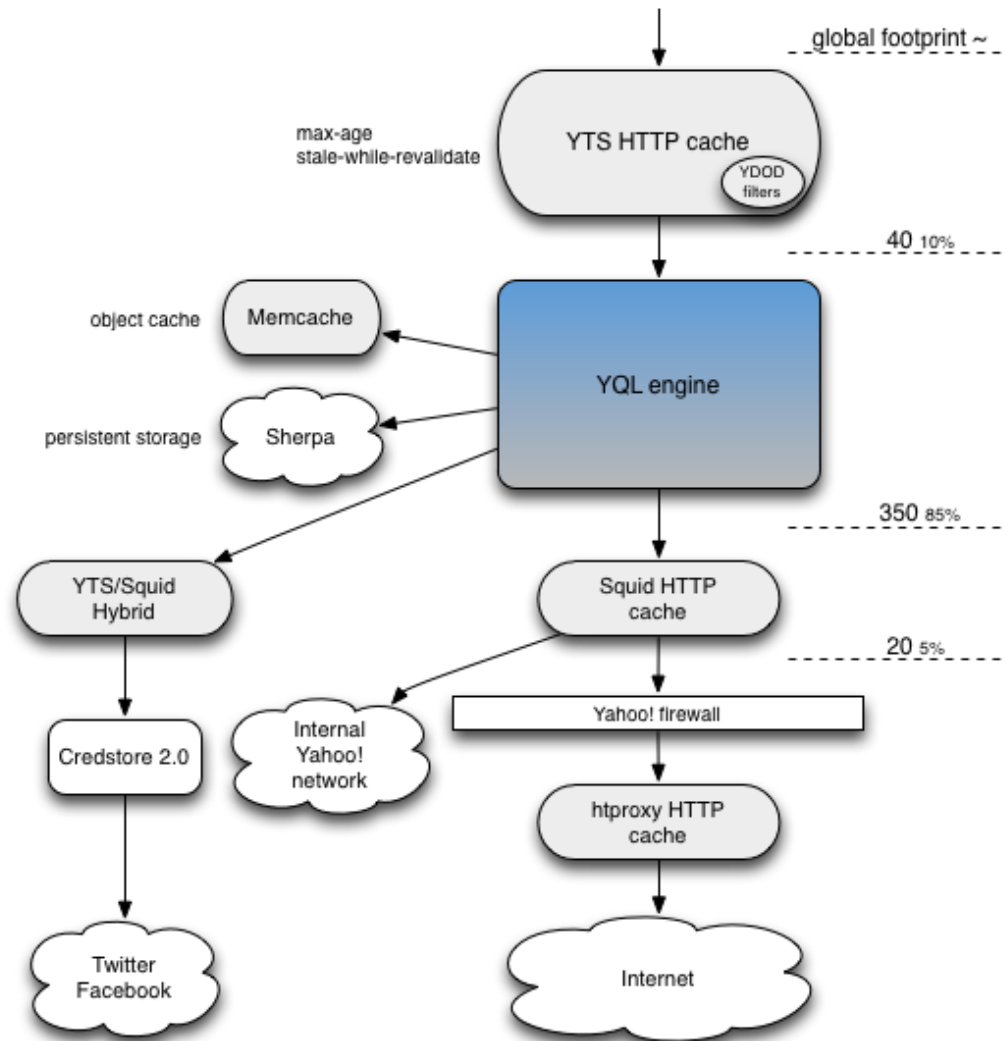 global footprint ~
YTS HTTP cache
YDOD
filters
max-age
stale-while-revalidate
40 10%
object cache
Memcache
YQL engine
persistent storage
Sherpa
350 85%
YTS/Squid
Hybrid
Squid HTTP
cache
20 5%
Internal
Yahoo!
network
Yahoo! firewall
Credstore 2.0
htproxy HTTP
cache
Twitter
Facebook
Internet